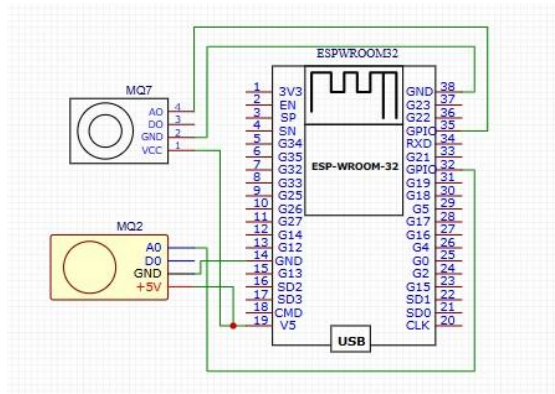 ESPWROOM32
MQ7
AO 4
DO 3
GND 2
VCC 1
MQ2
A0
D0
GND
+5V
1 3V3
2 EN
3 SP
4 SN
5 G34
6 G35
7 G32
8 G33
9 G25
10 G26
11 G27
12 G14
13 G12
14 GND
15 G13
16 SD2
17 SD3
18 CMD
19 V5
ESP-WROOM-32
USB
GND 38
G23 37
G22 36
GPIO 35
RXD 34
G21 33
GPIO 32
G19 31
G18 30
G5 29
G17 28
G16 27
G4 26
G0 25
G2 24
G15 23
SD1 22
SD0 21
CLK 20